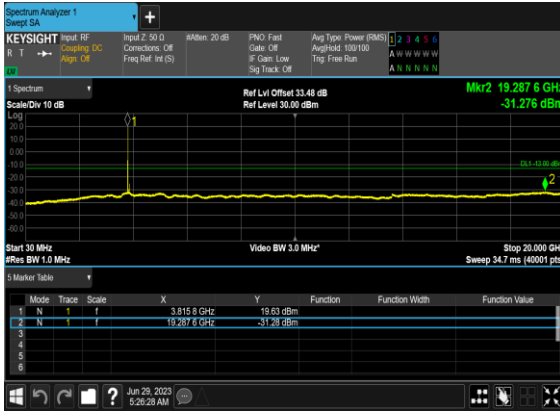 Spectrum Analyzer 1
Swept SA
+
KEYSIGHT
R T
LXI
Input: RF
Coupling: DC
Align: Off
Input Z: 50 Ω
Corrections: Off
Freq Ref: Int (S)
#Atten: 20 dB
PNO: Fast
Gate: Off
IF Gain: Low
Sig Track: Off
Avg Type: Power (RMS)
Avg|Hold: 100/100
Trig: Free Run
1 2 3 4 5 6
A W W W W W
A N N N N N
1 Spectrum
Scale/Div 10 dB
Ref Lvl Offset 33.48 dB
Ref Level 30.00 dBm
Mkr2 19.287 6 GHz
-31.276 dBm
Log
20.0
10.0
0.00
-10.0
-20.0
-30.0
-40.0
-50.0
-60.0
1
DL1 -13.00 dBm
2
Start 30 MHz
#Res BW 1.0 MHz
Video BW 3.0 MHz*
Stop 20.000 GHz
Sweep 34.7 ms (40001 pts)
5 Marker Table
Mode Trace Scale X Y Function Function Width Function Value
1 N 1 f 3.815 8 GHz 19.63 dBm
2 N 1 f 19.287 6 GHz -31.28 dBm
3
4
5
6
?
Jun 29, 2023
5:26:28 AM